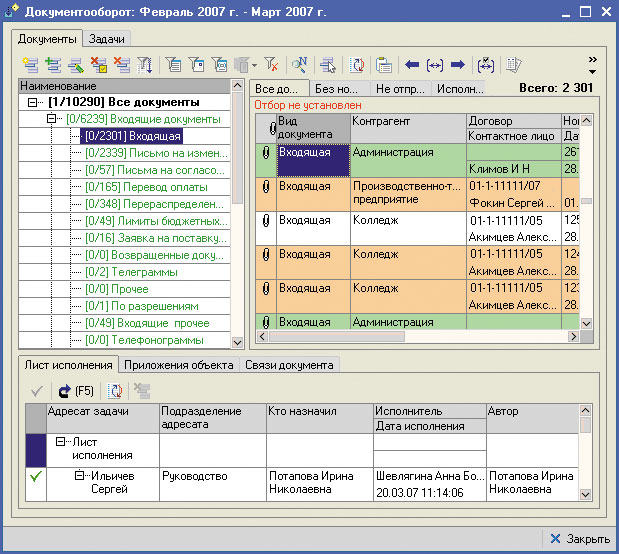 Документооборот: Февраль 2007 г. - Март 2007 г.
Документы Задачи
Наименование
[1/10290] Все документы
[0/6239] Входящие документы
[0/2301] Входящая
[0/2339] Письмо на измен...
[0/57] Письма на согласо...
[0/165] Перевод оплаты
[0/348] Перераспределен...
[0/49] Лимиты бюджетных...
[0/16] Заявка на поставку...
[0/0] Возвращенные доку...
[0/2] Телеграммы
[0/0] Прочее
[0/1] По разрешениям
[0/49] Входящие прочее
[0/0] Телефонограммы
Все до... Без но... Не отпр... Исполн... Всего: 2 301
Отбор не установлен
Вид документа Контрагент Договор Но
Контактное лицо Дат
Входящая Администрация 261
Климов И Н 28.
Входящая Производственно-т... 01-1-11111/07
предприятие Фокин Сергей ... 01.
Входящая Колледж 01-1-11111/05 125
Акимцев Алекс... 28.
Входящая Колледж 01-1-11111/05 124
Акимцев Алекс... 28.
Входящая Колледж 01-1-11111/05 123
Акимцев Алекс... 28.
Входящая Администрация
Лист исполнения Приложения объекта Связи документа
(F5)
Адресат задачи Подразделение адресата Кто назначил Исполнитель Автор
Дата исполнения
Лист
исполнения
Ильичев Руководство Потапова Ирина Шевлягина Анна Бо... Потапова Ирина
Сергей Николаевна 20.03.07 11:14:06 Николаевна
Закрыть